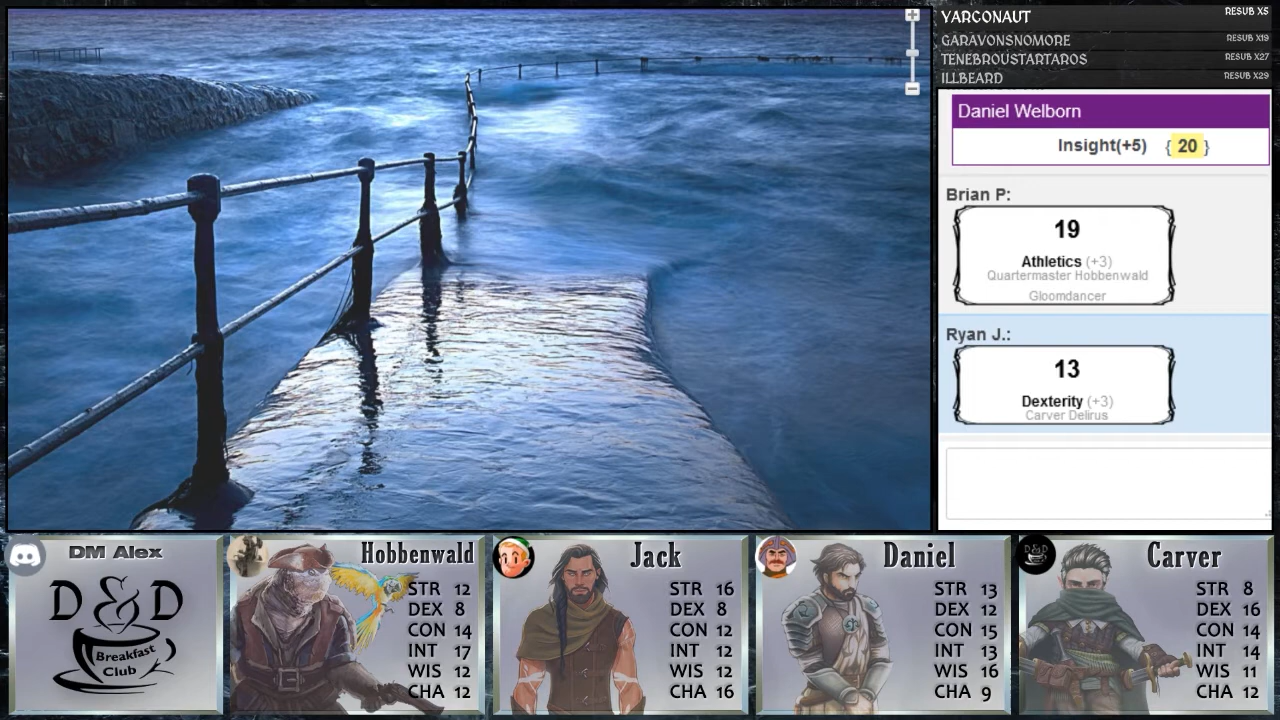 YARCONAUT RESUB X5
GARAVONSNOMORE RESUB X19
TENEBROUSTARTAROS RESUB X27
ILLBEARD RESUB X29
Daniel Welborn
Insight(+5) { 20 }
Brian P:
19
Athletics (+3)
Quartermaster Hobbenwald
Gloomdancer
Ryan J.:
13
Dexterity (+3)
Carver Delirus
DM Alex
D & D
Breakfast
Club
Hobbenwald
STR 12
DEX 8
CON 14
INT 17
WIS 12
CHA 12
Jack
STR 16
DEX 8
CON 12
INT 12
WIS 12
CHA 16
Daniel
STR 13
DEX 12
CON 15
INT 13
WIS 16
CHA 9
D&D
Carver
STR 8
DEX 16
CON 14
INT 14
WIS 11
CHA 12